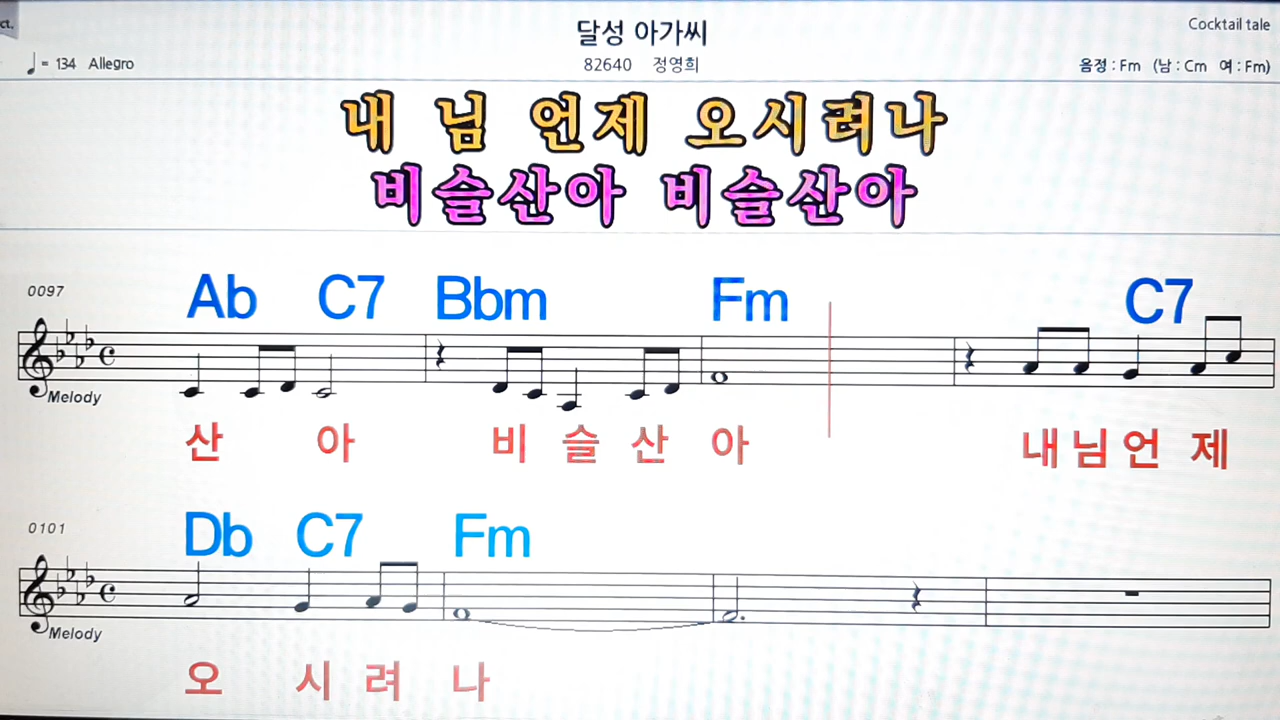 ct.
달성 아가씨
Cocktail tale
♩ = 134 Allegro
82640 정영희
음정 : Fm (남 : Cm 여 : Fm)
내 님 언제 오시려나
비슬산아 비슬산아
0097
Ab C7 Bbm Fm C7
Melody
산 아 비 슬 산 아 내 님 언 제
0101
Db C7 Fm
Melody
오 시 려 나